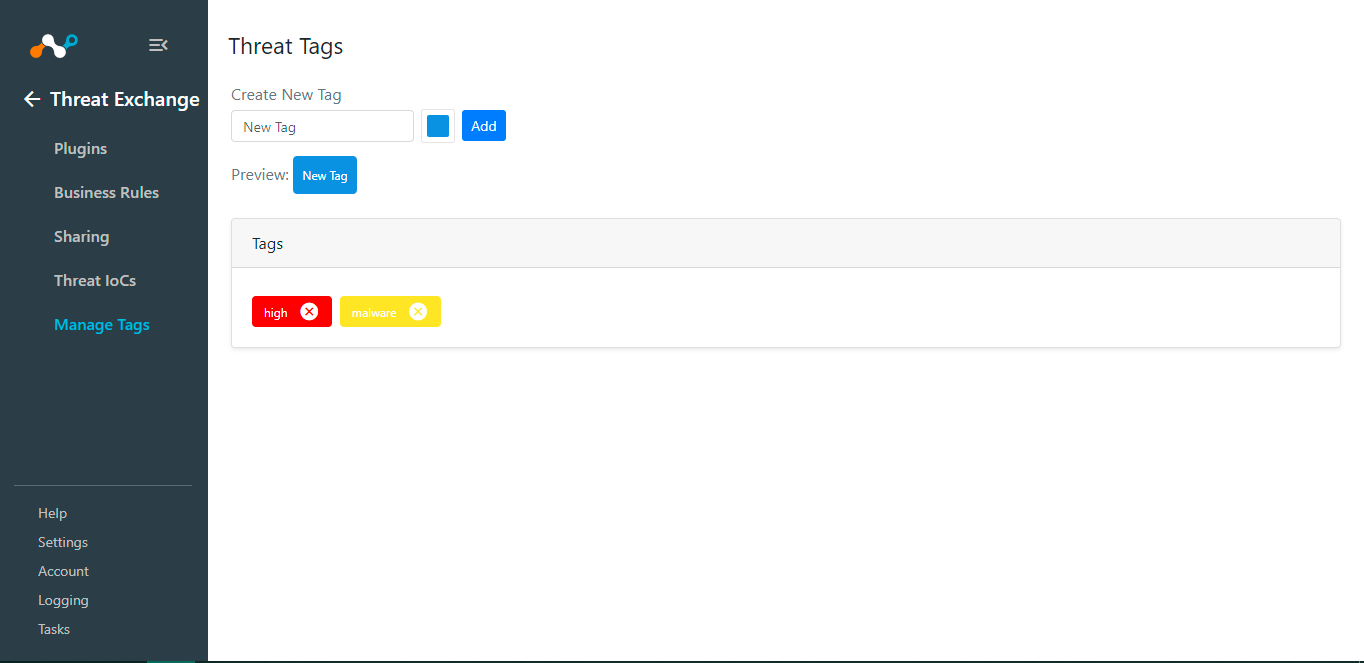 Threat Exchange
Plugins
Business Rules
Sharing
Threat IoCs
Manage Tags
Help
Settings
Account
Logging
Tasks
Threat Tags
Create New Tag
New Tag
Add
Preview: New Tag
Tags
high
malware